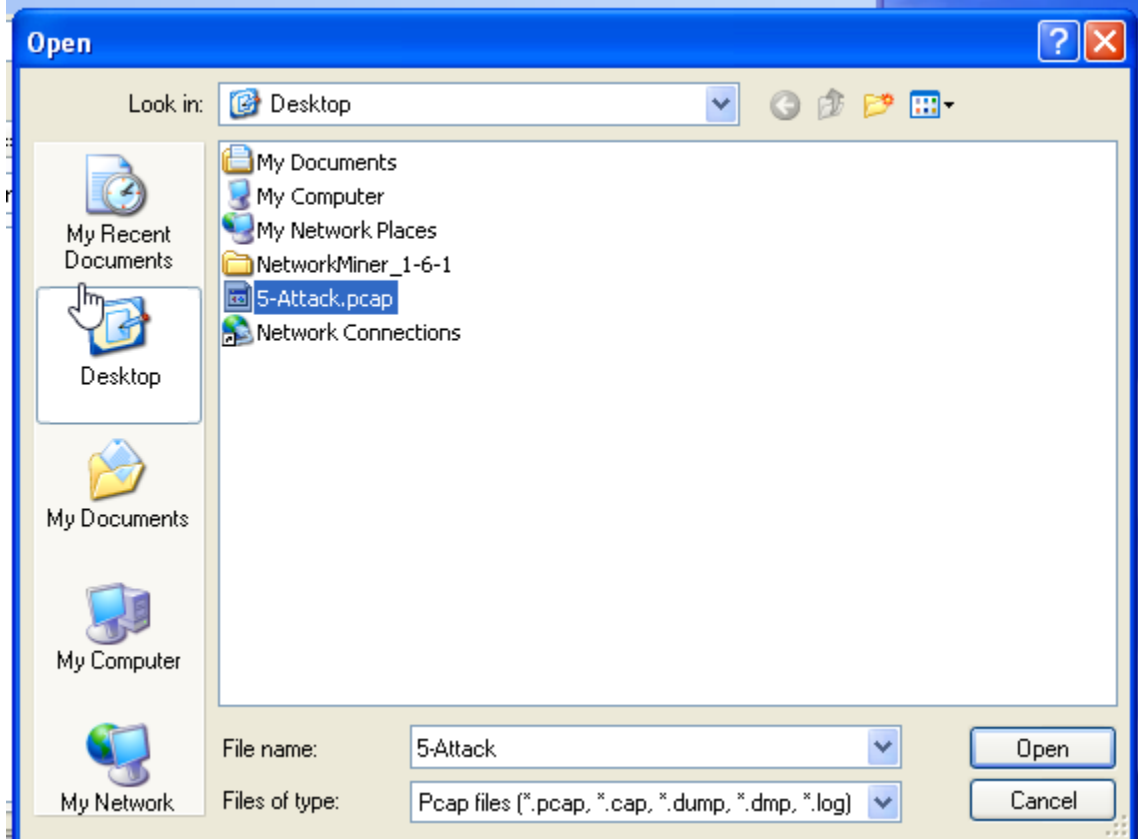 Open
Look in: Desktop
My Recent
Documents
Desktop
My Documents
My Computer
My Network
My Documents
My Computer
My Network Places
NetworkMiner_1-6-1
5-Attack.pcap
Network Connections
File name: 5-Attack Open
Files of type: Pcap files (*.pcap, *.cap, *.dump, *.dmp, *.log) Cancel